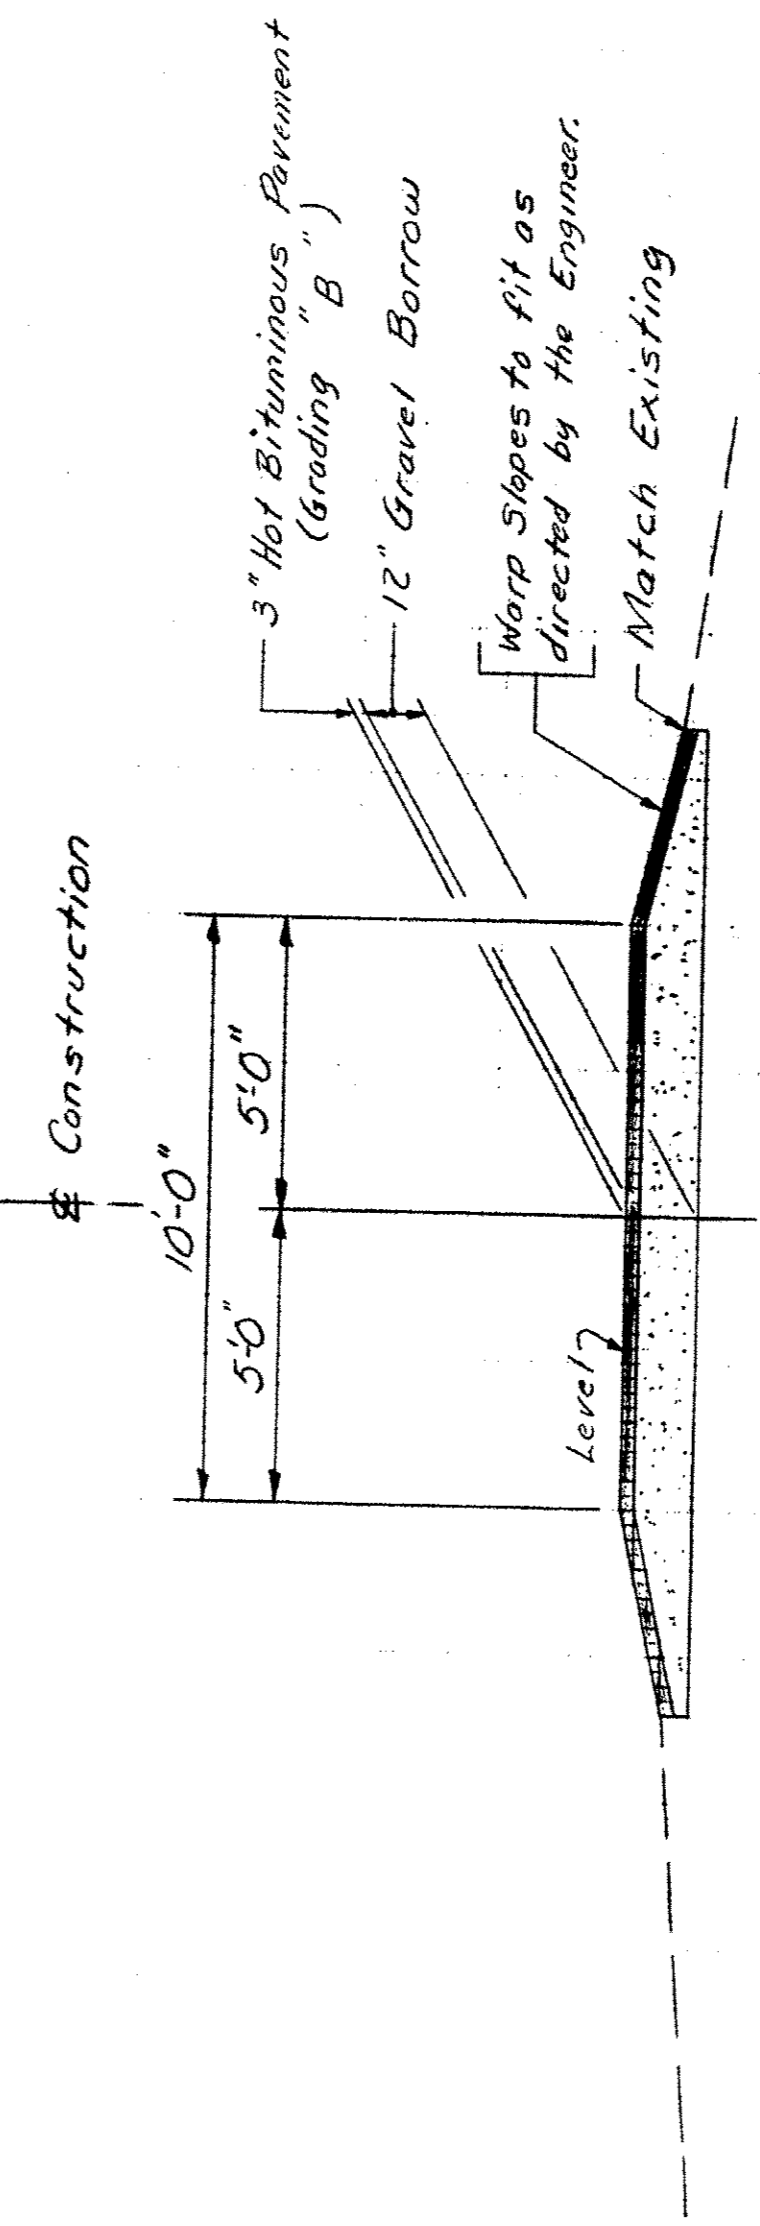 ℄ Construction
10'-0"
5'-0"
5'-0"
Level
3" Hot Bituminous Pavement
(Grading "B")
12" Gravel Borrow
Warp Slopes to fit as
directed by the Engineer.
Match Existing